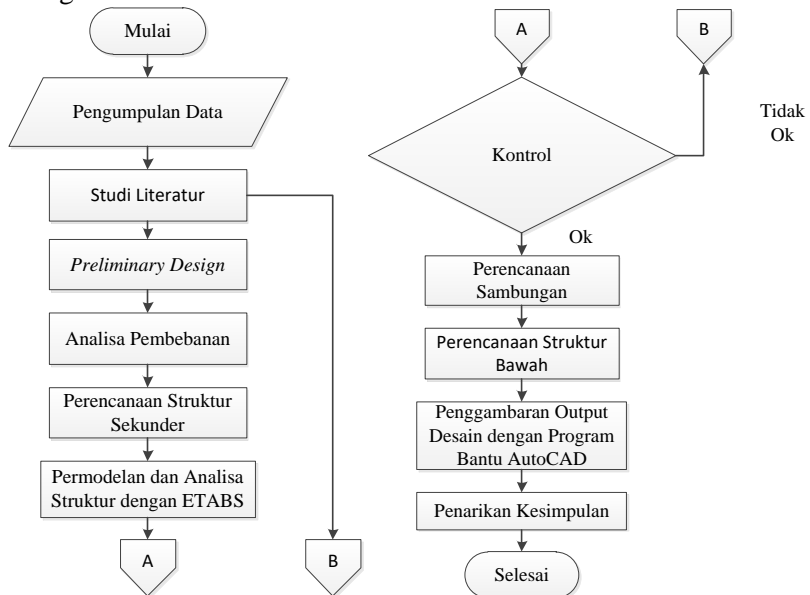 Mulai
Pengumpulan Data
Studi Literatur
Preliminary Design
Analisa Pembebanan
Perencanaan Struktur
Sekunder
Permodelan dan Analisa
Struktur dengan ETABS
A
B
A
B
Kontrol
Tidak
Ok
Ok
Perencanaan
Sambungan
Perencanaan Struktur
Bawah
Penggambaran Output
Desain dengan Program
Bantu AutoCAD
Penarikan Kesimpulan
Selesai